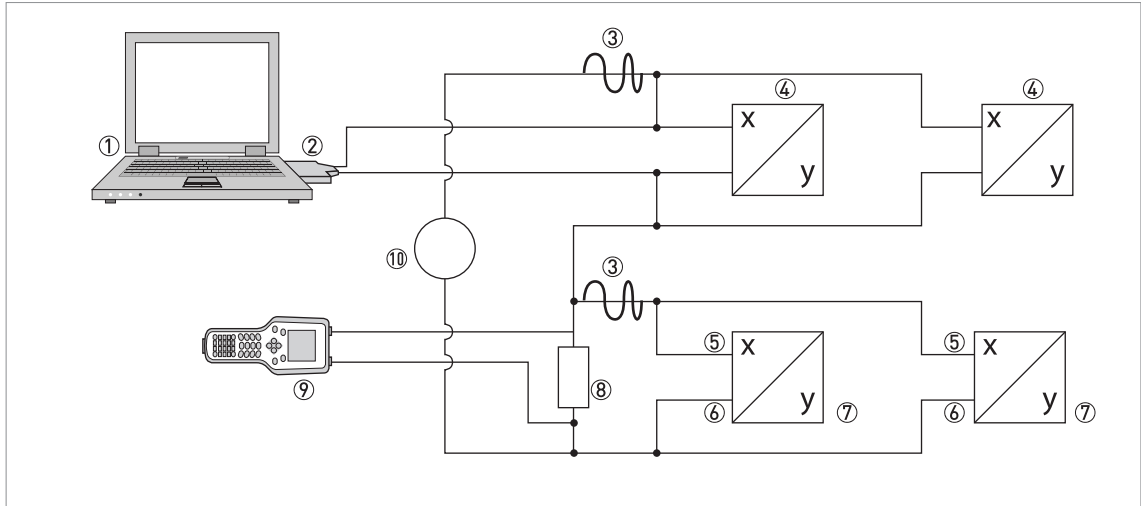 ③
④
④
X
X
①
②
y
y
⑩
③
⑤
X
⑤
X
⑨
⑧
⑥
y
⑦
⑥
y
⑦